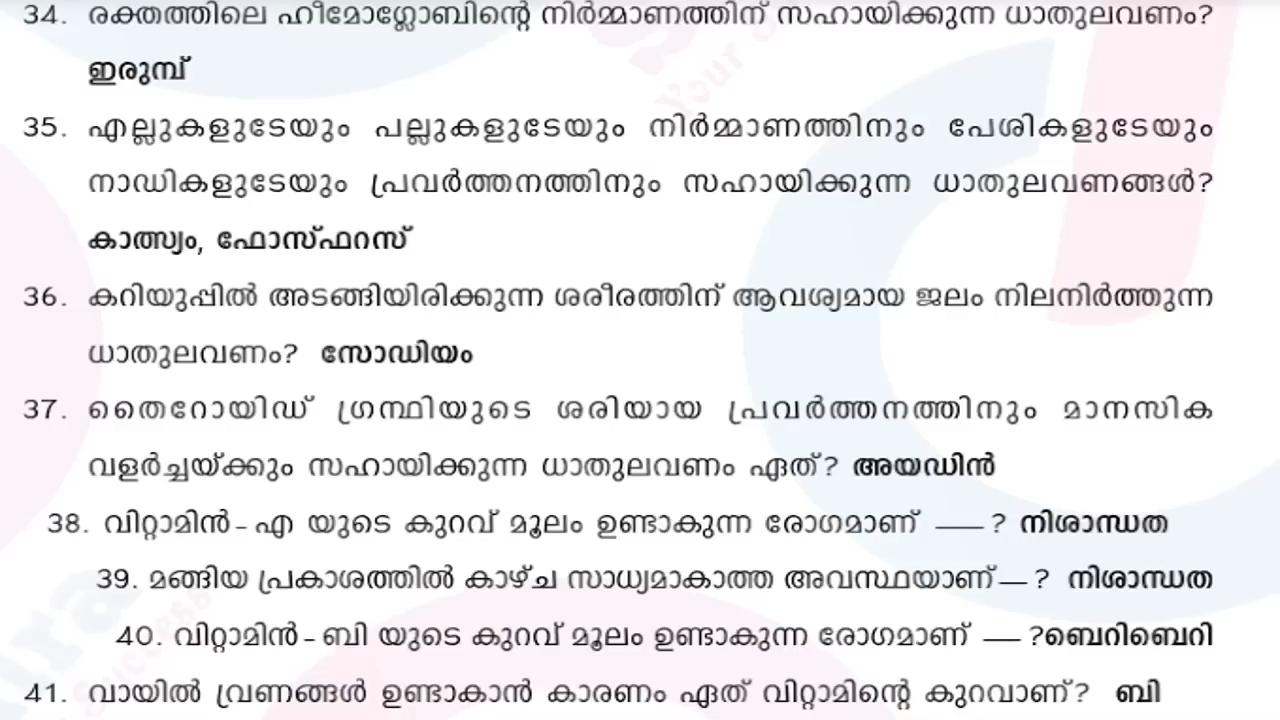 34. രക്തത്തിലെ ഹീമോഗ്ലോബിന്റെ നിർമ്മാണത്തിന് സഹായിക്കുന്ന ധാതുലവണം?
ഇരുമ്പ്
35. എല്ലുകളുടേയും പല്ലുകളുടേയും നിർമ്മാണത്തിനും പേശികളുടേയും
നാഡികളുടേയും പ്രവർത്തനത്തിനും സഹായിക്കുന്ന ധാതുലവണങ്ങൾ?
കാത്സ്യം, ഫോസ്ഫറസ്
36. കറിയുപ്പിൽ അടങ്ങിയിരിക്കുന്ന ശരീരത്തിന് ആവശ്യമായ ജലം നിലനിർത്തുന്ന
ധാതുലവണം? സോഡിയം
37. തൈറോയിഡ് ഗ്രന്ഥിയുടെ ശരിയായ പ്രവർത്തനത്തിനും മാനസിക
വളർച്ചയ്ക്കും സഹായിക്കുന്ന ധാതുലവണം ഏത്? അയഡിൻ
38. വിറ്റാമിൻ - എ യുടെ കുറവ് മൂലം ഉണ്ടാകുന്ന രോഗമാണ് —— ? നിശാന്ധത
39. മങ്ങിയ പ്രകാശത്തിൽ കാഴ്ച സാധ്യമാകാത്ത അവസ്ഥയാണ് — ? നിശാന്ധത
40. വിറ്റാമിൻ - ബി യുടെ കുറവ് മൂലം ഉണ്ടാകുന്ന രോഗമാണ് — ?ബെറിബെറി
41. വായിൽ വ്രണങ്ങൾ ഉണ്ടാകാൻ കാരണം ഏത് വിറ്റാമിന്റെ കുറവാണ്? ബി